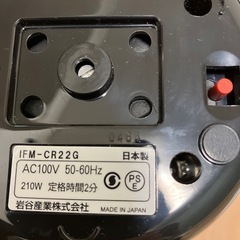 IFM-CR22G 日本製
AC100V 50-60Hz
210W 定格時間2分
PS
E
岩谷産業株式会社 MADE IN JAPAN